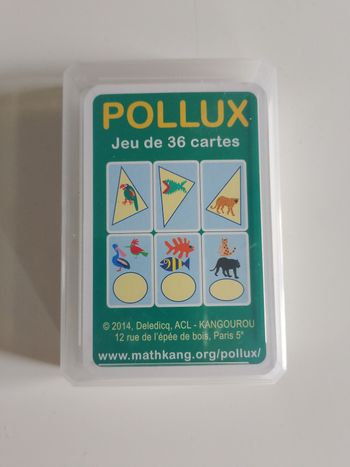 POLLUX
Jeu de 36 cartes
© 2014, Deledicq, ACL - KANGOUROU
12 rue de l'épée de bois, Paris 5ᵉ
www.mathkang.org/pollux/